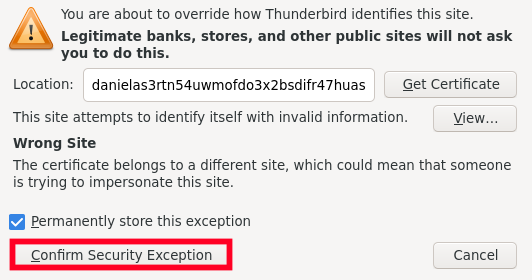 You are about to override how Thunderbird identifies this site.
Legitimate banks, stores, and other public sites will not ask
you to do this.
Location: danielas3rtn54uwmofdo3x2bsdifr47huas Get Certificate
This site attempts to identify itself with invalid information. View…
Wrong Site
The certificate belongs to a different site, which could mean that someone
is trying to impersonate this site.
Permanently store this exception
Confirm Security Exception Cancel